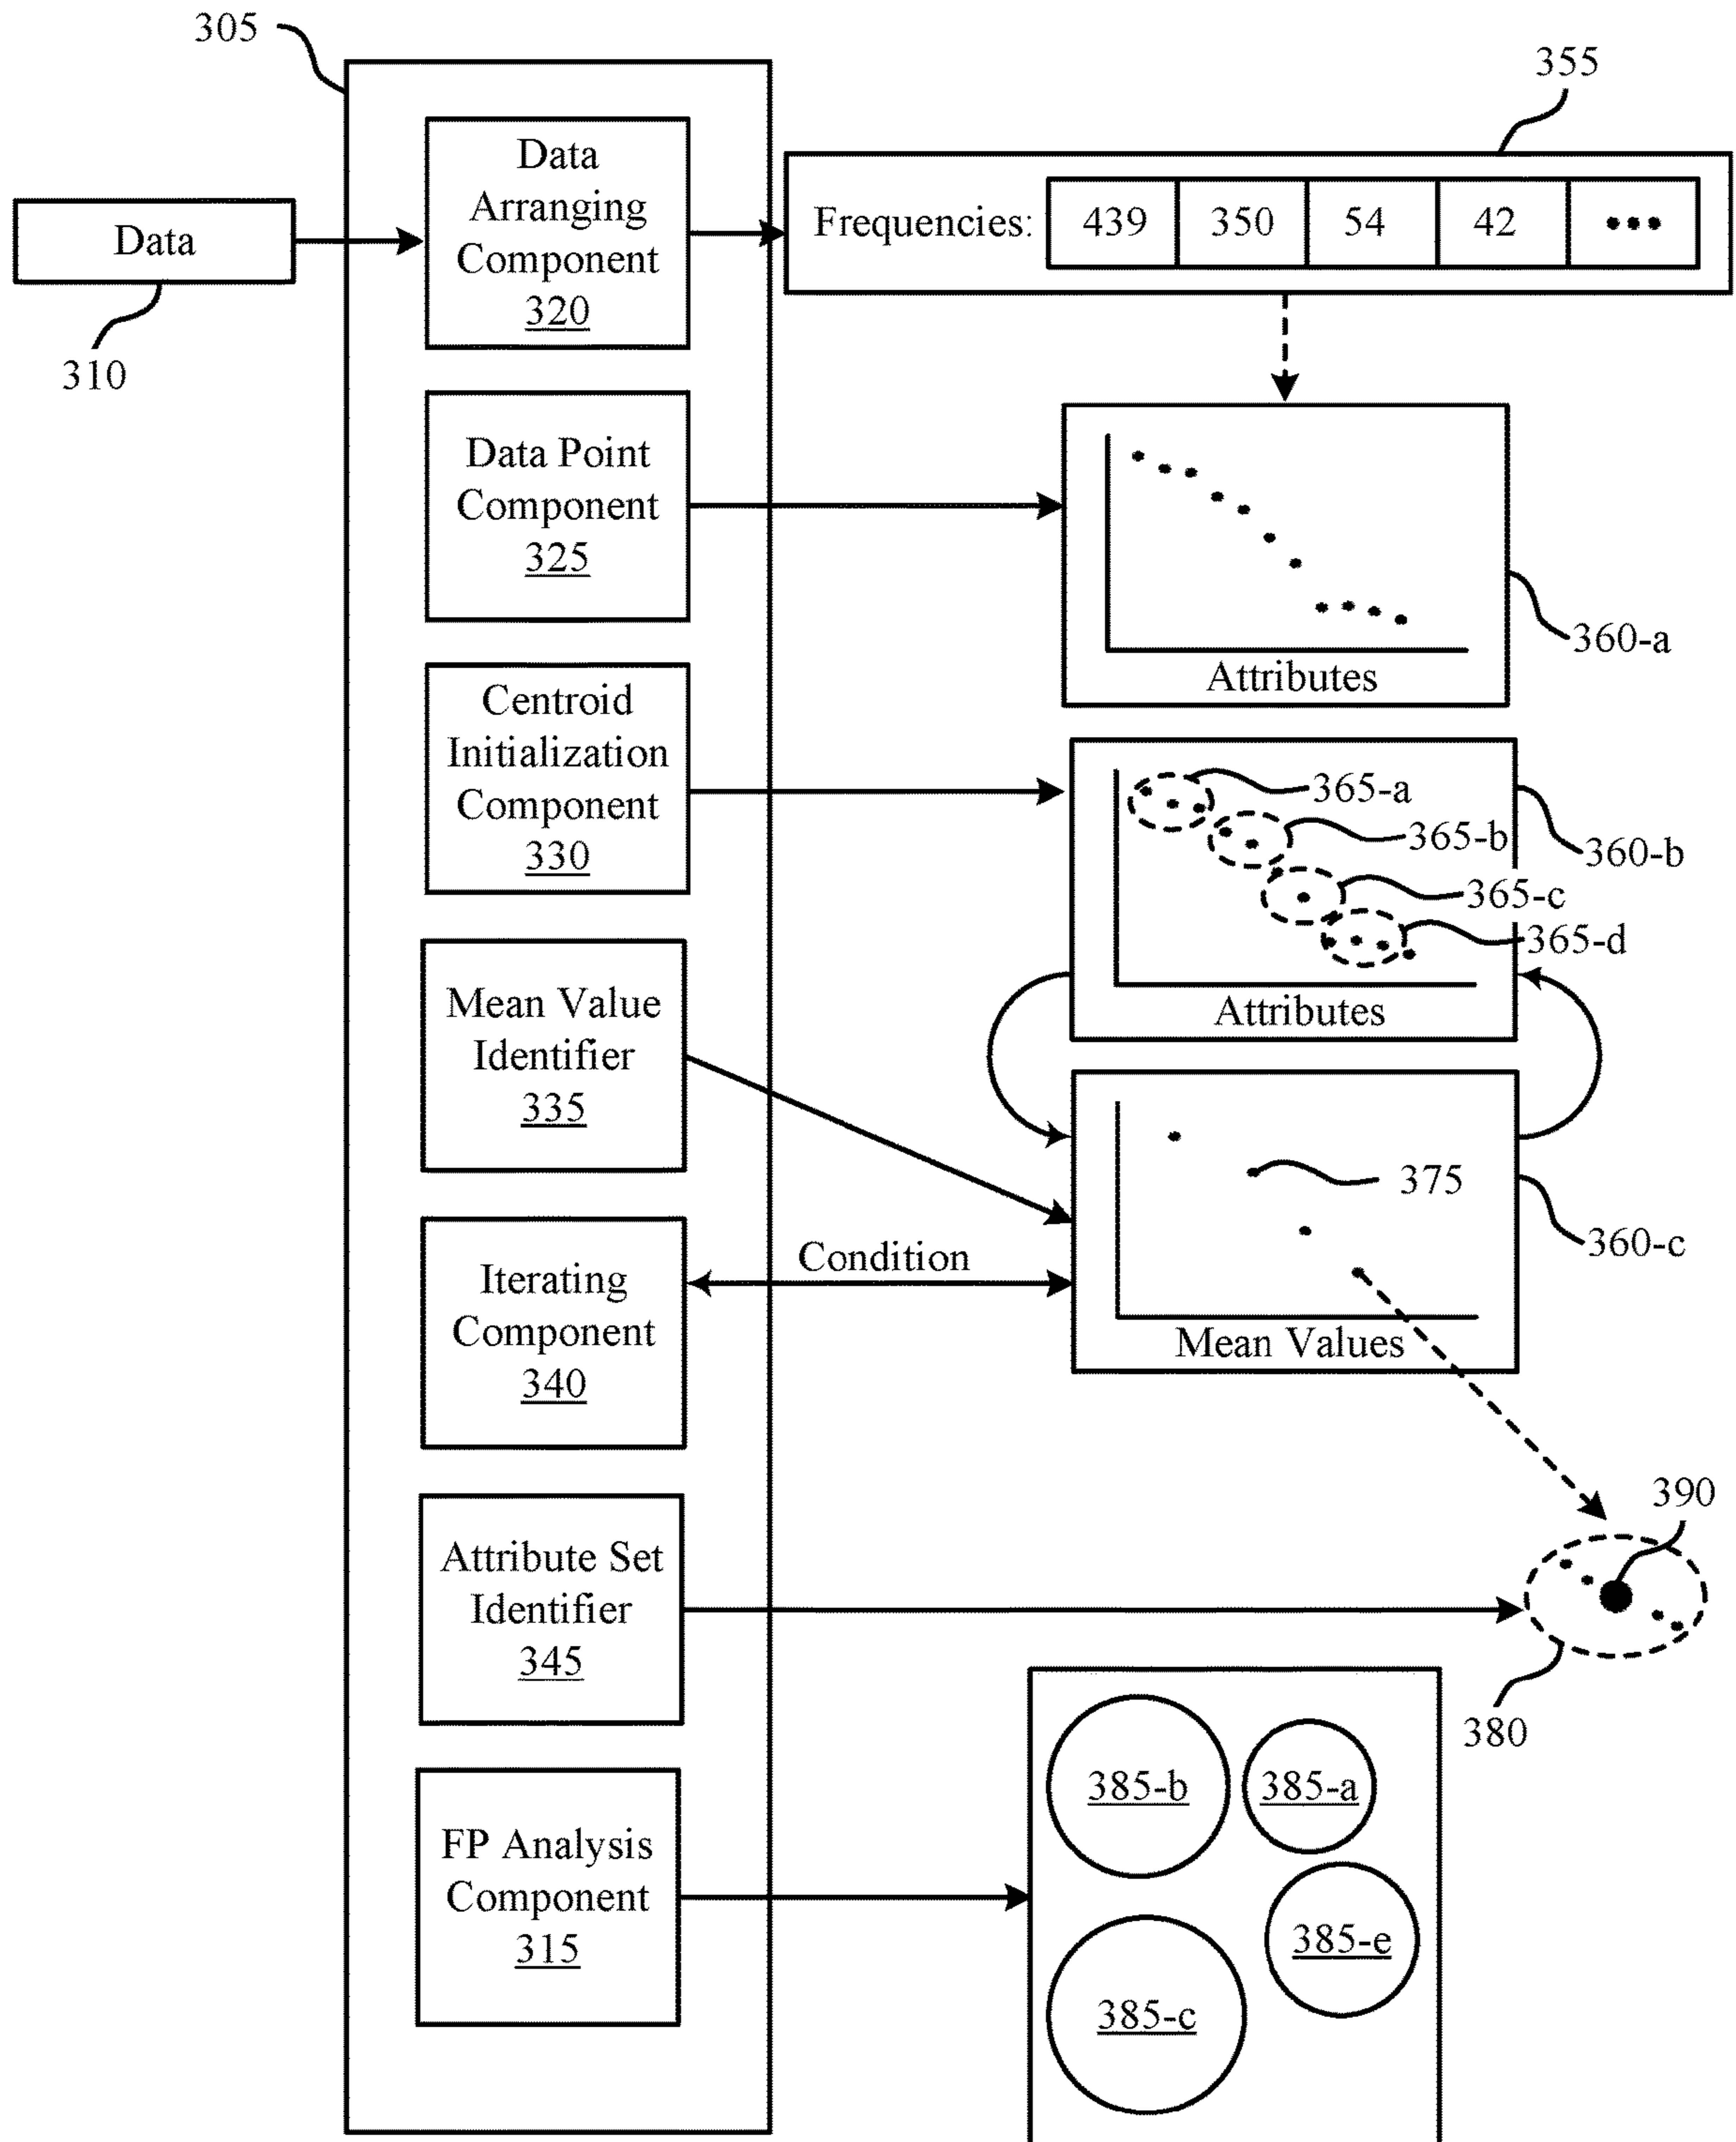 305
355
Data
Arranging
Component
320
Frequencies: 439 350 54 42 •••
Data
310
Data Point
Component
325
360-a
Attributes
Centroid
Initialization
Component
330
365-a
365-b
360-b
365-c
365-d
Attributes
Mean Value
Identifier
335
375
360-c
Condition
Iterating
Component
340
Mean Values
390
Attribute Set
Identifier
345
380
385-b
385-a
FP Analysis
Component
315
385-e
385-c